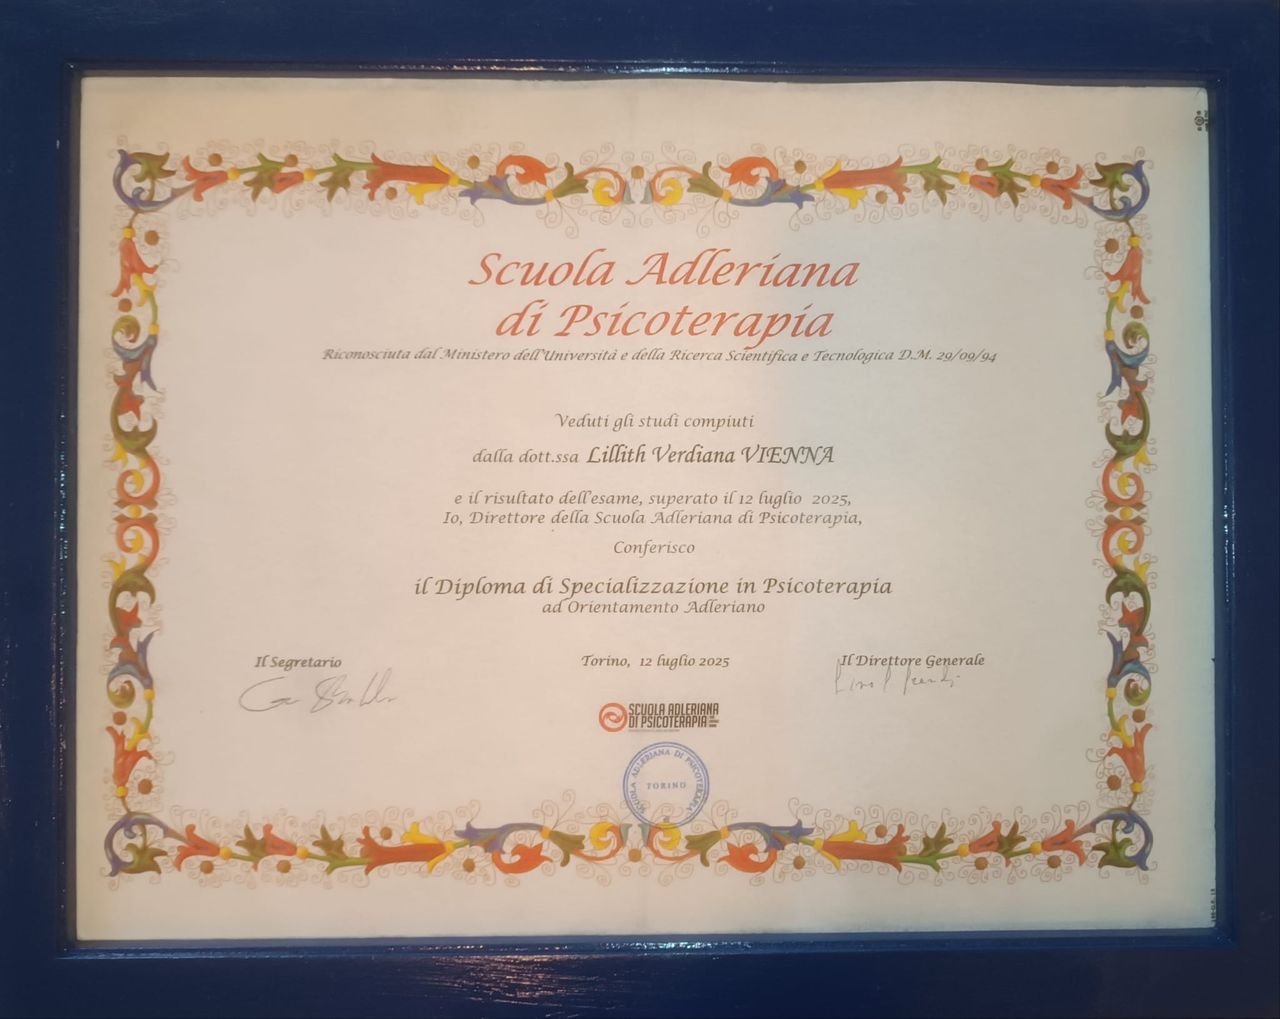 Scuola Adleriana
di Psicoterapia
Riconosciuta dal Ministero dell'Università e della Ricerca Scientifica e Tecnologica D.M. 29/09/94
Veduti gli studi compiuti
dalla dott.ssa Lillith Verdiana VIENNA
e il risultato dell'esame, superato il 12 luglio 2025,
Io, Direttore della Scuola Adleriana di Psicoterapia,
Conferisco
il Diploma di Specializzazione in Psicoterapia
ad Orientamento Adleriano
Il Segretario
Torino, 12 luglio 2025
Il Direttore Generale
SCUOLA ADLERIANA
DI PSICOTERAPIA
SCUOLA ADLERIANA DI PSICOTERAPIA
TORINO